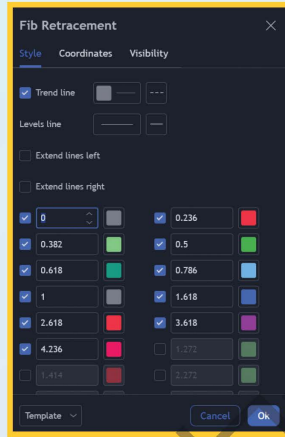 Fib Retracement
Style Coordinates Visibility
Trend line
Levels line
Extend lines left
Extend lines right
0 0.236
0.382 0.5
0.618 0.786
1 1.618
2.618 3.618
4.236 1.272
1.414 2.272
Template Cancel Ok